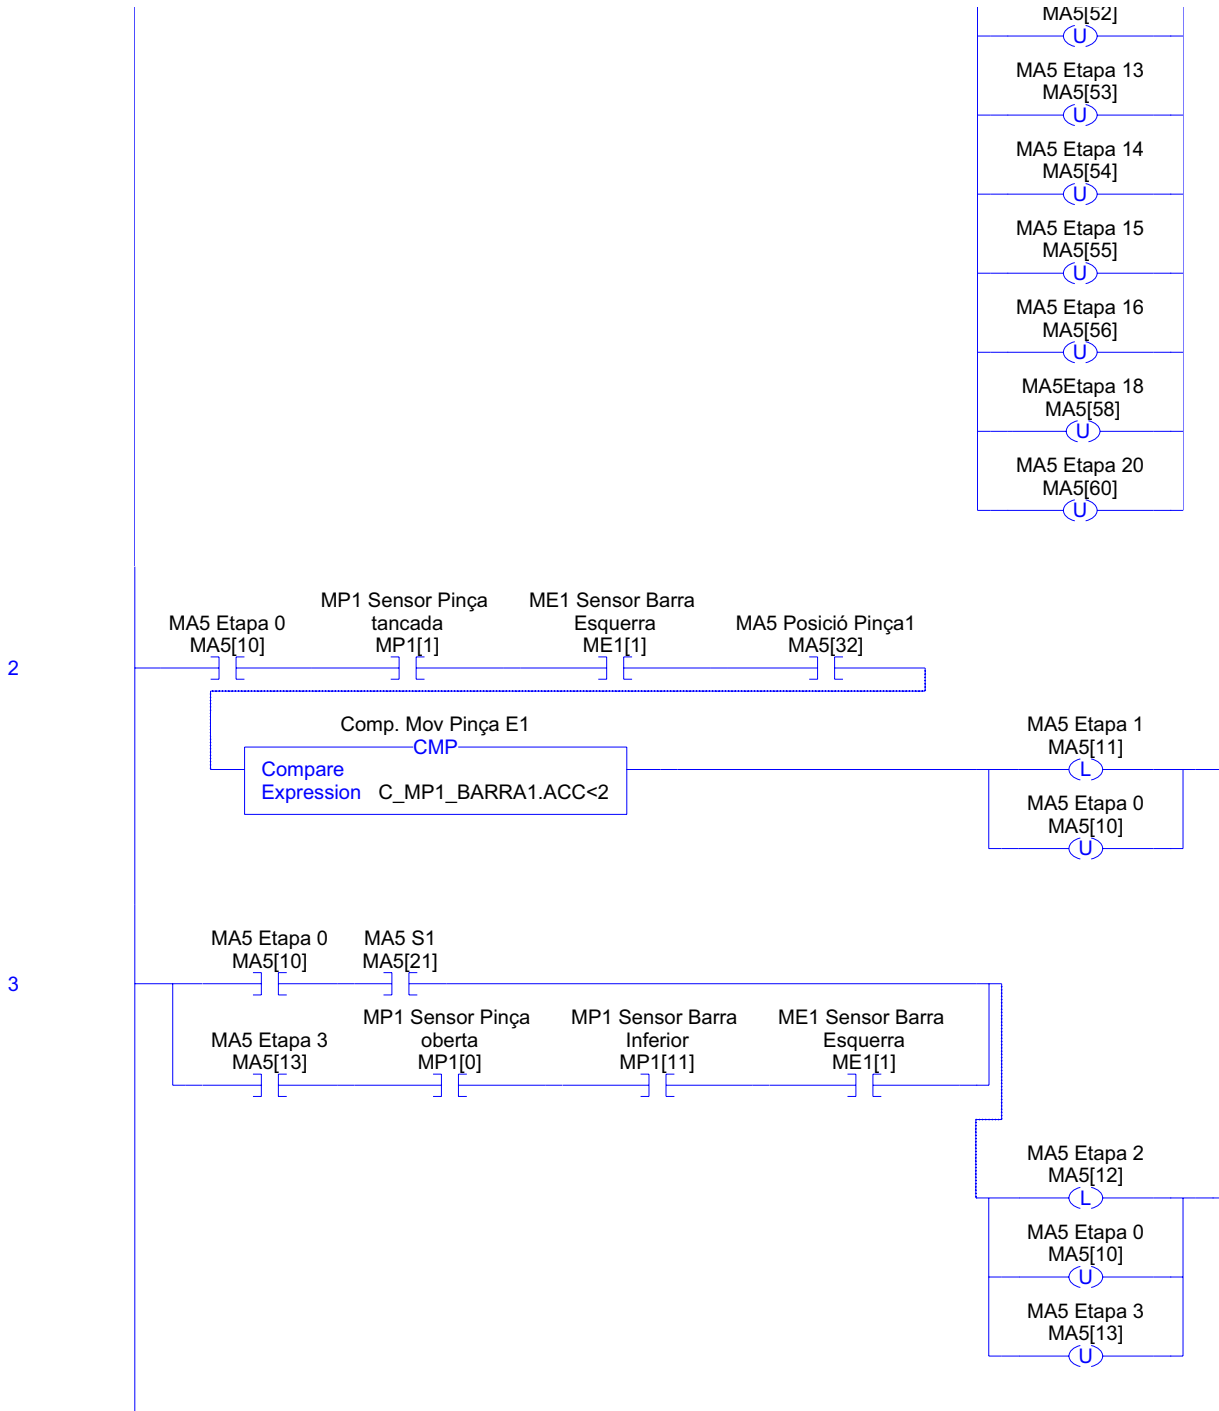 MA5[52]
U
MA5 Etapa 13
MA5[53]
U
MA5 Etapa 14
MA5[54]
U
MA5 Etapa 15
MA5[55]
U
MA5 Etapa 16
MA5[56]
U
MA5Etapa 18
MA5[58]
U
MA5 Etapa 20
MA5[60]
U
2
MA5 Etapa 0
MA5[10]
MP1 Sensor Pinça
tancada
MP1[1]
ME1 Sensor Barra
Esquerra
ME1[1]
MA5 Posició Pinça1
MA5[32]
Comp. Mov Pinça E1
CMP
Compare
Expression C_MP1_BARRA1.ACC<2
MA5 Etapa 1
MA5[11]
L
MA5 Etapa 0
MA5[10]
U
3
MA5 Etapa 0
MA5[10]
MA5 S1
MA5[21]
MA5 Etapa 3
MA5[13]
MP1 Sensor Pinça
oberta
MP1[0]
MP1 Sensor Barra
Inferior
MP1[11]
ME1 Sensor Barra
Esquerra
ME1[1]
MA5 Etapa 2
MA5[12]
L
MA5 Etapa 0
MA5[10]
U
MA5 Etapa 3
MA5[13]
U